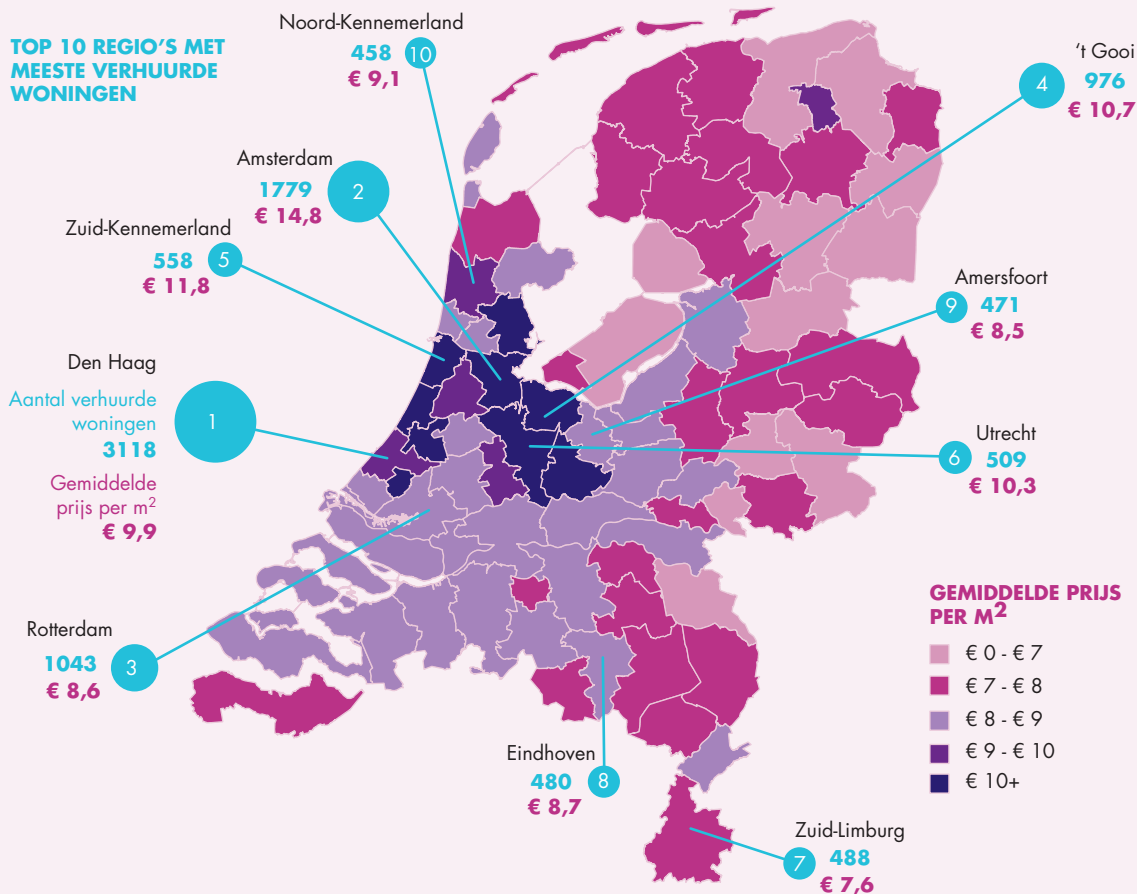 TOP 10 REGIO'S MET
MEESTE VERHUURDE
WONINGEN
Noord-Kennemerland
458
€ 9,1
10
't Gooi
976
€ 10,7
4
Amsterdam
1779
€ 14,8
2
Zuid-Kennemerland
558
€ 11,8
5
Amersfoort
471
€ 8,5
9
Den Haag
Aantal verhuurde
woningen
3118
Gemiddelde
prijs per m²
€ 9,9
1
Utrecht
509
€ 10,3
6
Rotterdam
1043
€ 8,6
3
Eindhoven
480
€ 8,7
8
Zuid-Limburg
488
€ 7,6
7
GEMIDDELDE PRIJS
PER M²
€ 0 - € 7
€ 7 - € 8
€ 8 - € 9
€ 9 - € 10
€ 10+